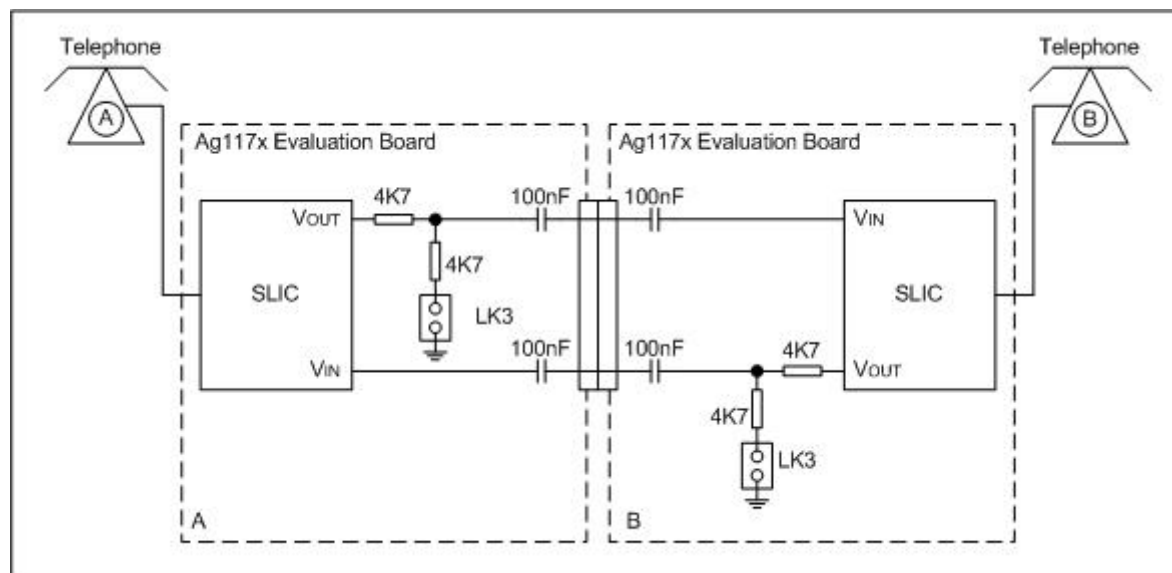 Telephone
Telephone
A
B
Ag117x Evaluation Board
Ag117x Evaluation Board
4K7
100nF
100nF
VOUT
VIN
4K7
SLIC
LK3
SLIC
100nF
100nF
4K7
VIN
VOUT
4K7
LK3
A
B